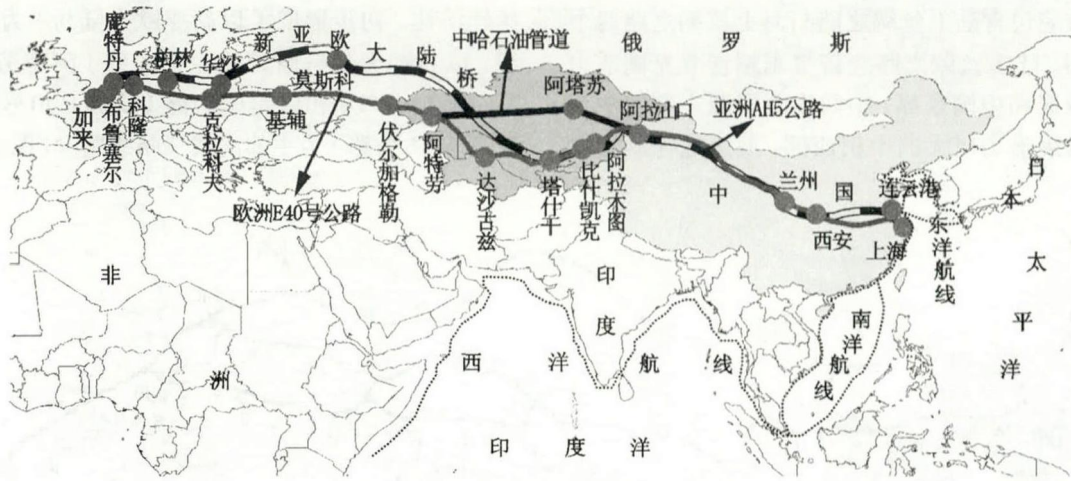 鹿特丹
柏林
华沙
新亚欧大陆桥
中哈石油管道
俄罗斯
莫斯科
阿塔苏
阿拉山口
亚洲AH5公路
加来
布鲁塞尔
科隆
克拉科夫
基辅
伏尔加格勒
阿特劳
达沙古兹
塔什干
比什凯克
阿拉木图
中国
兰州
连云港
西安
上海
日本
欧洲E40号公路
东洋航线
非洲
印度
太平洋
西洋航线
南洋航线
印度洋